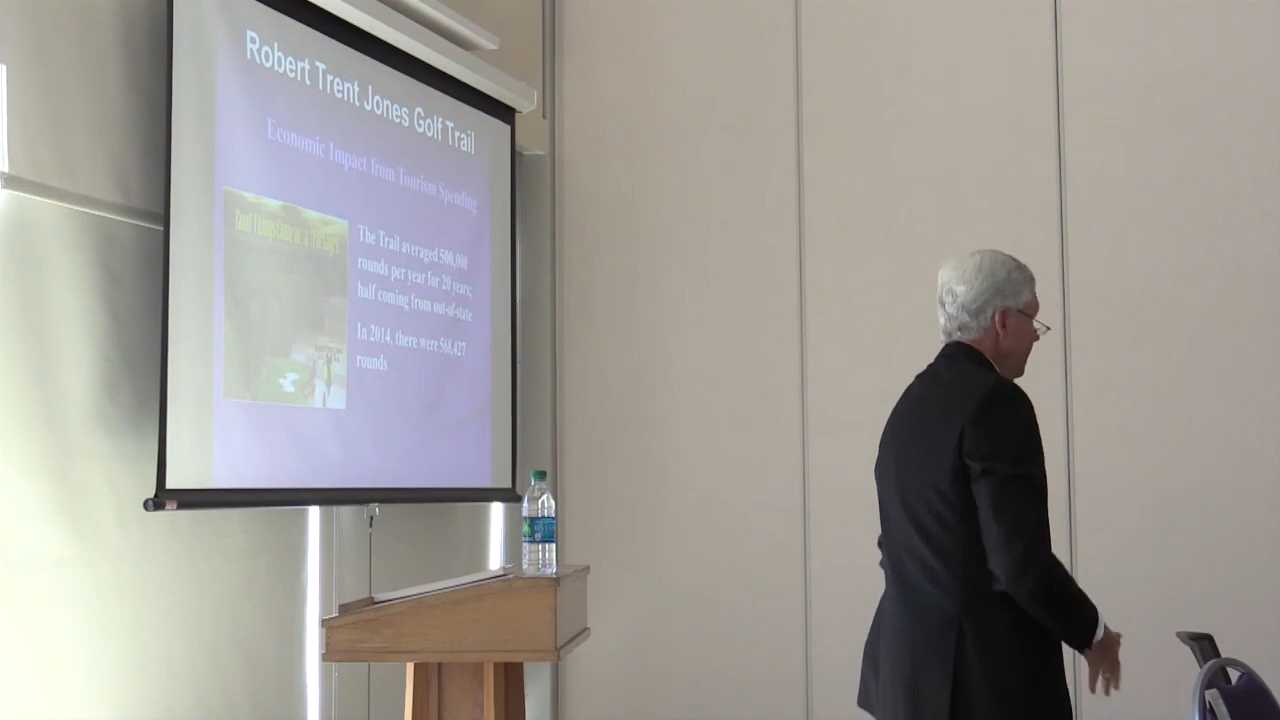 Robert Trent Jones Golf Trail
Economic Impact from Tourism Spending
The Trail averaged 500,000
rounds per year for 20 years;
half coming from out-of-state
In 2014, there were 568,427
rounds